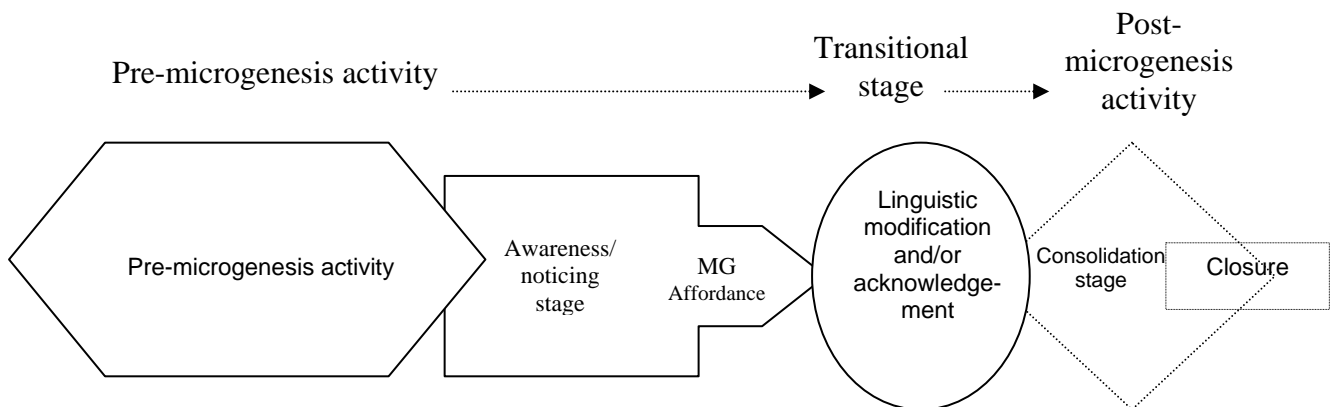 Pre-microgenesis activity
Transitional
stage
Post-
microgenesis
activity
Pre-microgenesis activity
Awareness/
noticing
stage
MG
Affordance
Linguistic
modification
and/or
acknowledge-
ment
Consolidation
stage
Closure